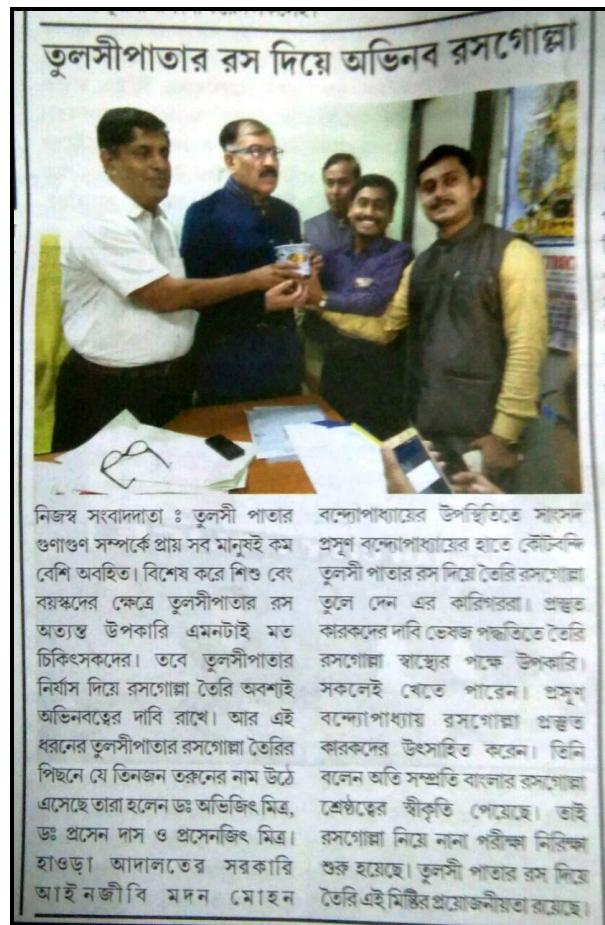 তুলসীপাতার রস দিয়ে অভিনব রসগোল্লা
নিজস্ব সংবাদদাতা ঃ তুলসী পাতার
গুণাগুণ সম্পর্কে প্রায় সব মানুষই কম
বেশি অবহিত। বিশেষ করে শিশু বেং
বয়স্কদের ক্ষেত্রে তুলসীপাতার রস
অত্যন্ত উপকারি এমনটাই মত
চিকিৎসকদের। তবে তুলসীপাতার
নির্যাস দিয়ে রসগোল্লা তৈরি অবশ্যই
অভিনবত্বের দাবি রাখে। আর এই
ধরনের তুলসীপাতার রসগোল্লা তৈরির
পিছনে যে তিনজন তরুনের নাম উঠে
এসেছে তারা হলেন ডঃ অভিজিৎ মিত্র,
ডঃ প্রসেন দাস ও প্রসেনজিৎ মিত্র।
হাওড়া আদালতের সরকারি
আইনজীবি মদন মোহন
বন্দ্যোপাধ্যায়ের উপস্থিতিতে সাংসদ
প্রসূণ বন্দ্যোপাধ্যায়ের হাতে কৌটবন্দি
তুলসী পাতার রস দিয়ে তৈরি রসগোল্লা
তুলে দেন এর কারিগররা। প্রস্তুত
কারকদের দাবি ভেষজ পদ্ধতিতে তৈরি
রসগোল্লা স্বাস্থ্যের পক্ষে উপকারি।
সকলেই খেতে পারেন। প্রসূণ
বন্দ্যোপাধ্যায় রসগোল্লা প্রস্তুত
কারকদের উৎসাহিত করেন। তিনি
বলেন অতি সম্প্রতি বাংলার রসগোল্লা
শ্রেষ্ঠত্বের স্বীকৃতি পেয়েছে। তাই
রসগোল্লা নিয়ে নানা পরীক্ষা নিরিক্ষা
শুরু হয়েছে। তুলসী পাতার রস দিয়ে
তৈরি এই মিষ্টির প্রয়োজনীয়তা রয়েছে।